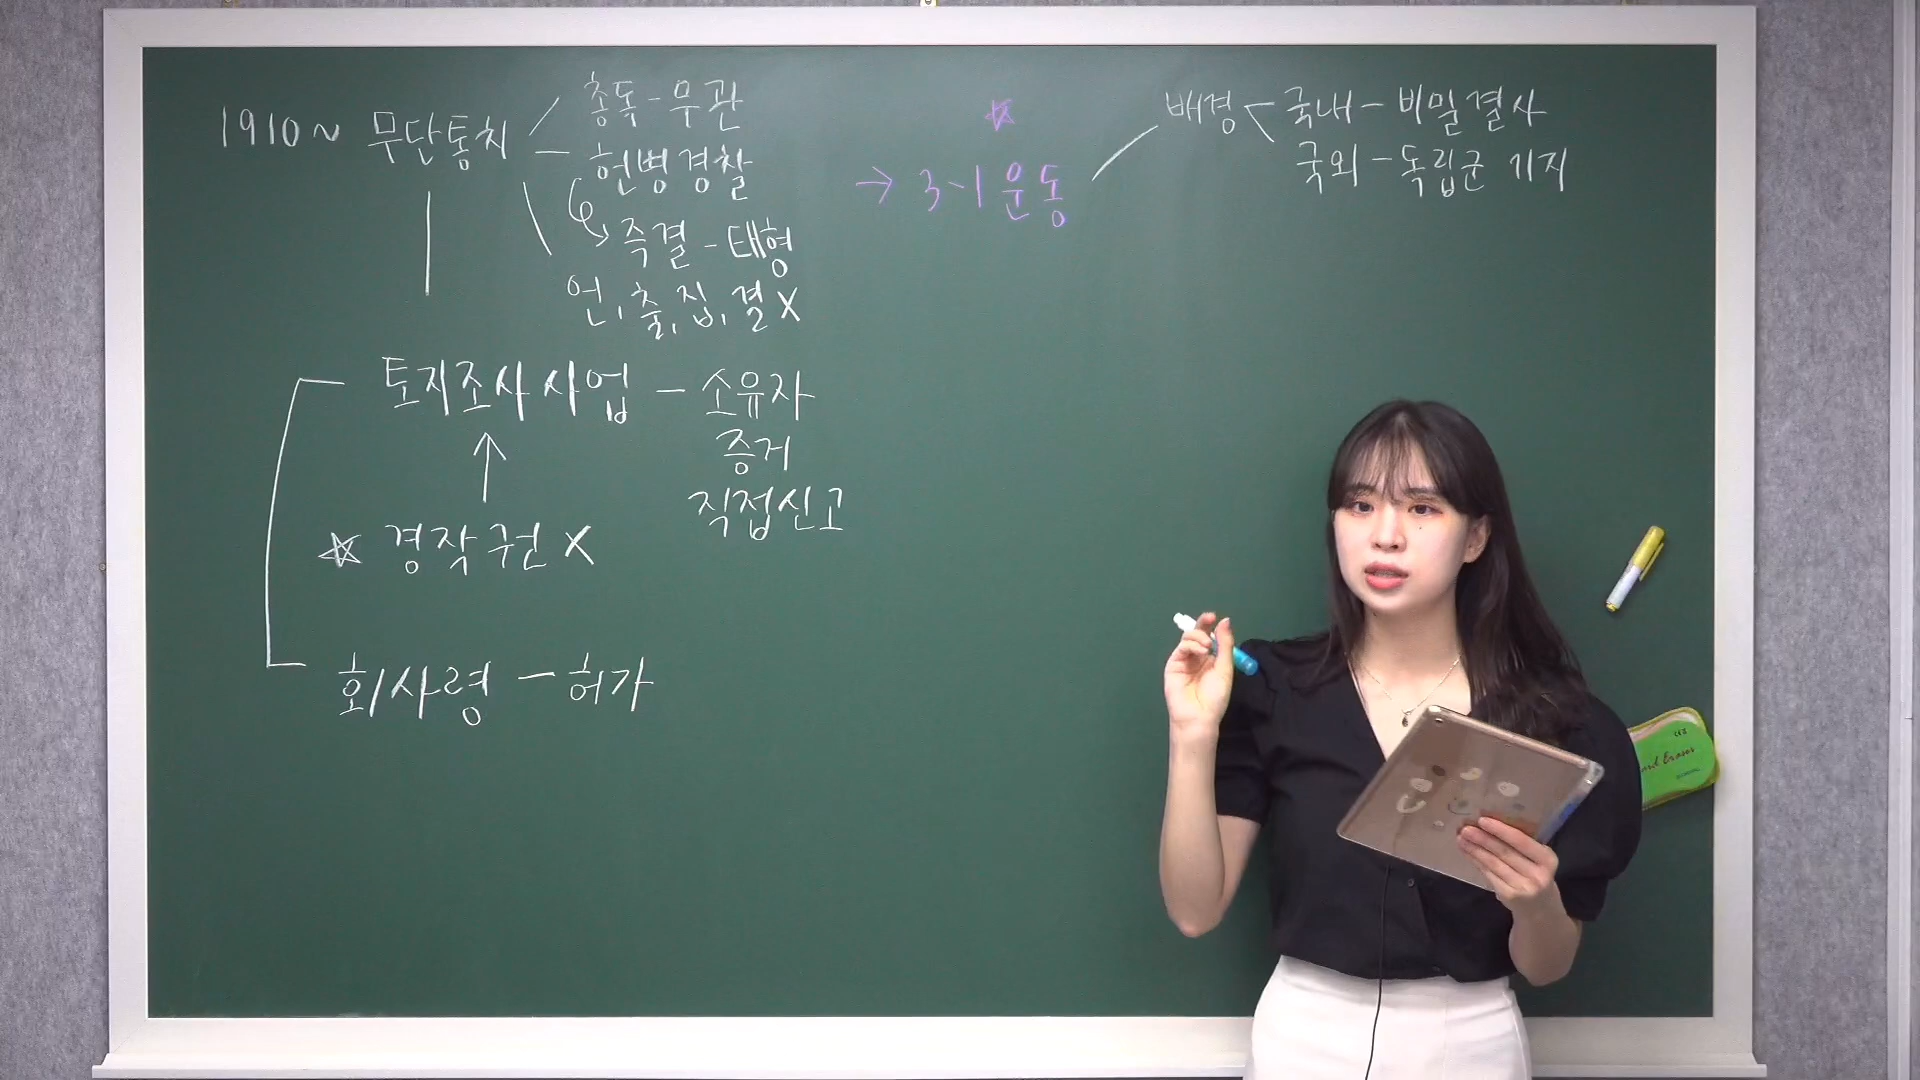 1910~ 무단통치
총독-무관
헌병경찰
즉결-태형
언,출,집,결X
토지조사사업 - 소유자
증거
직접신고
경작권X
회사령 - 허가
→ 3·1운동
배경
국내 - 비밀결사
국외 - 독립군 기지